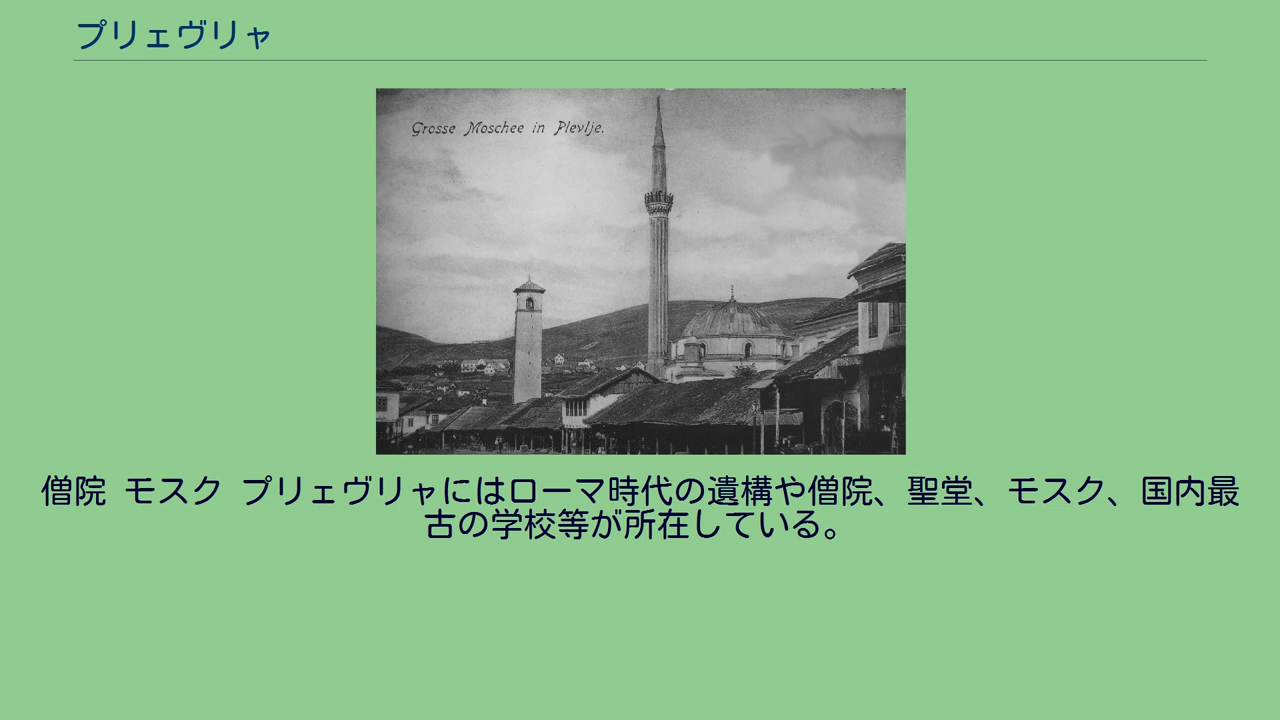 プリェヴリャ
Grosse Moschee in Plevlje.
僧院 モスク プリェヴリャにはローマ時代の遺構や僧院、聖堂、モスク、国内最
古の学校等が所在している。